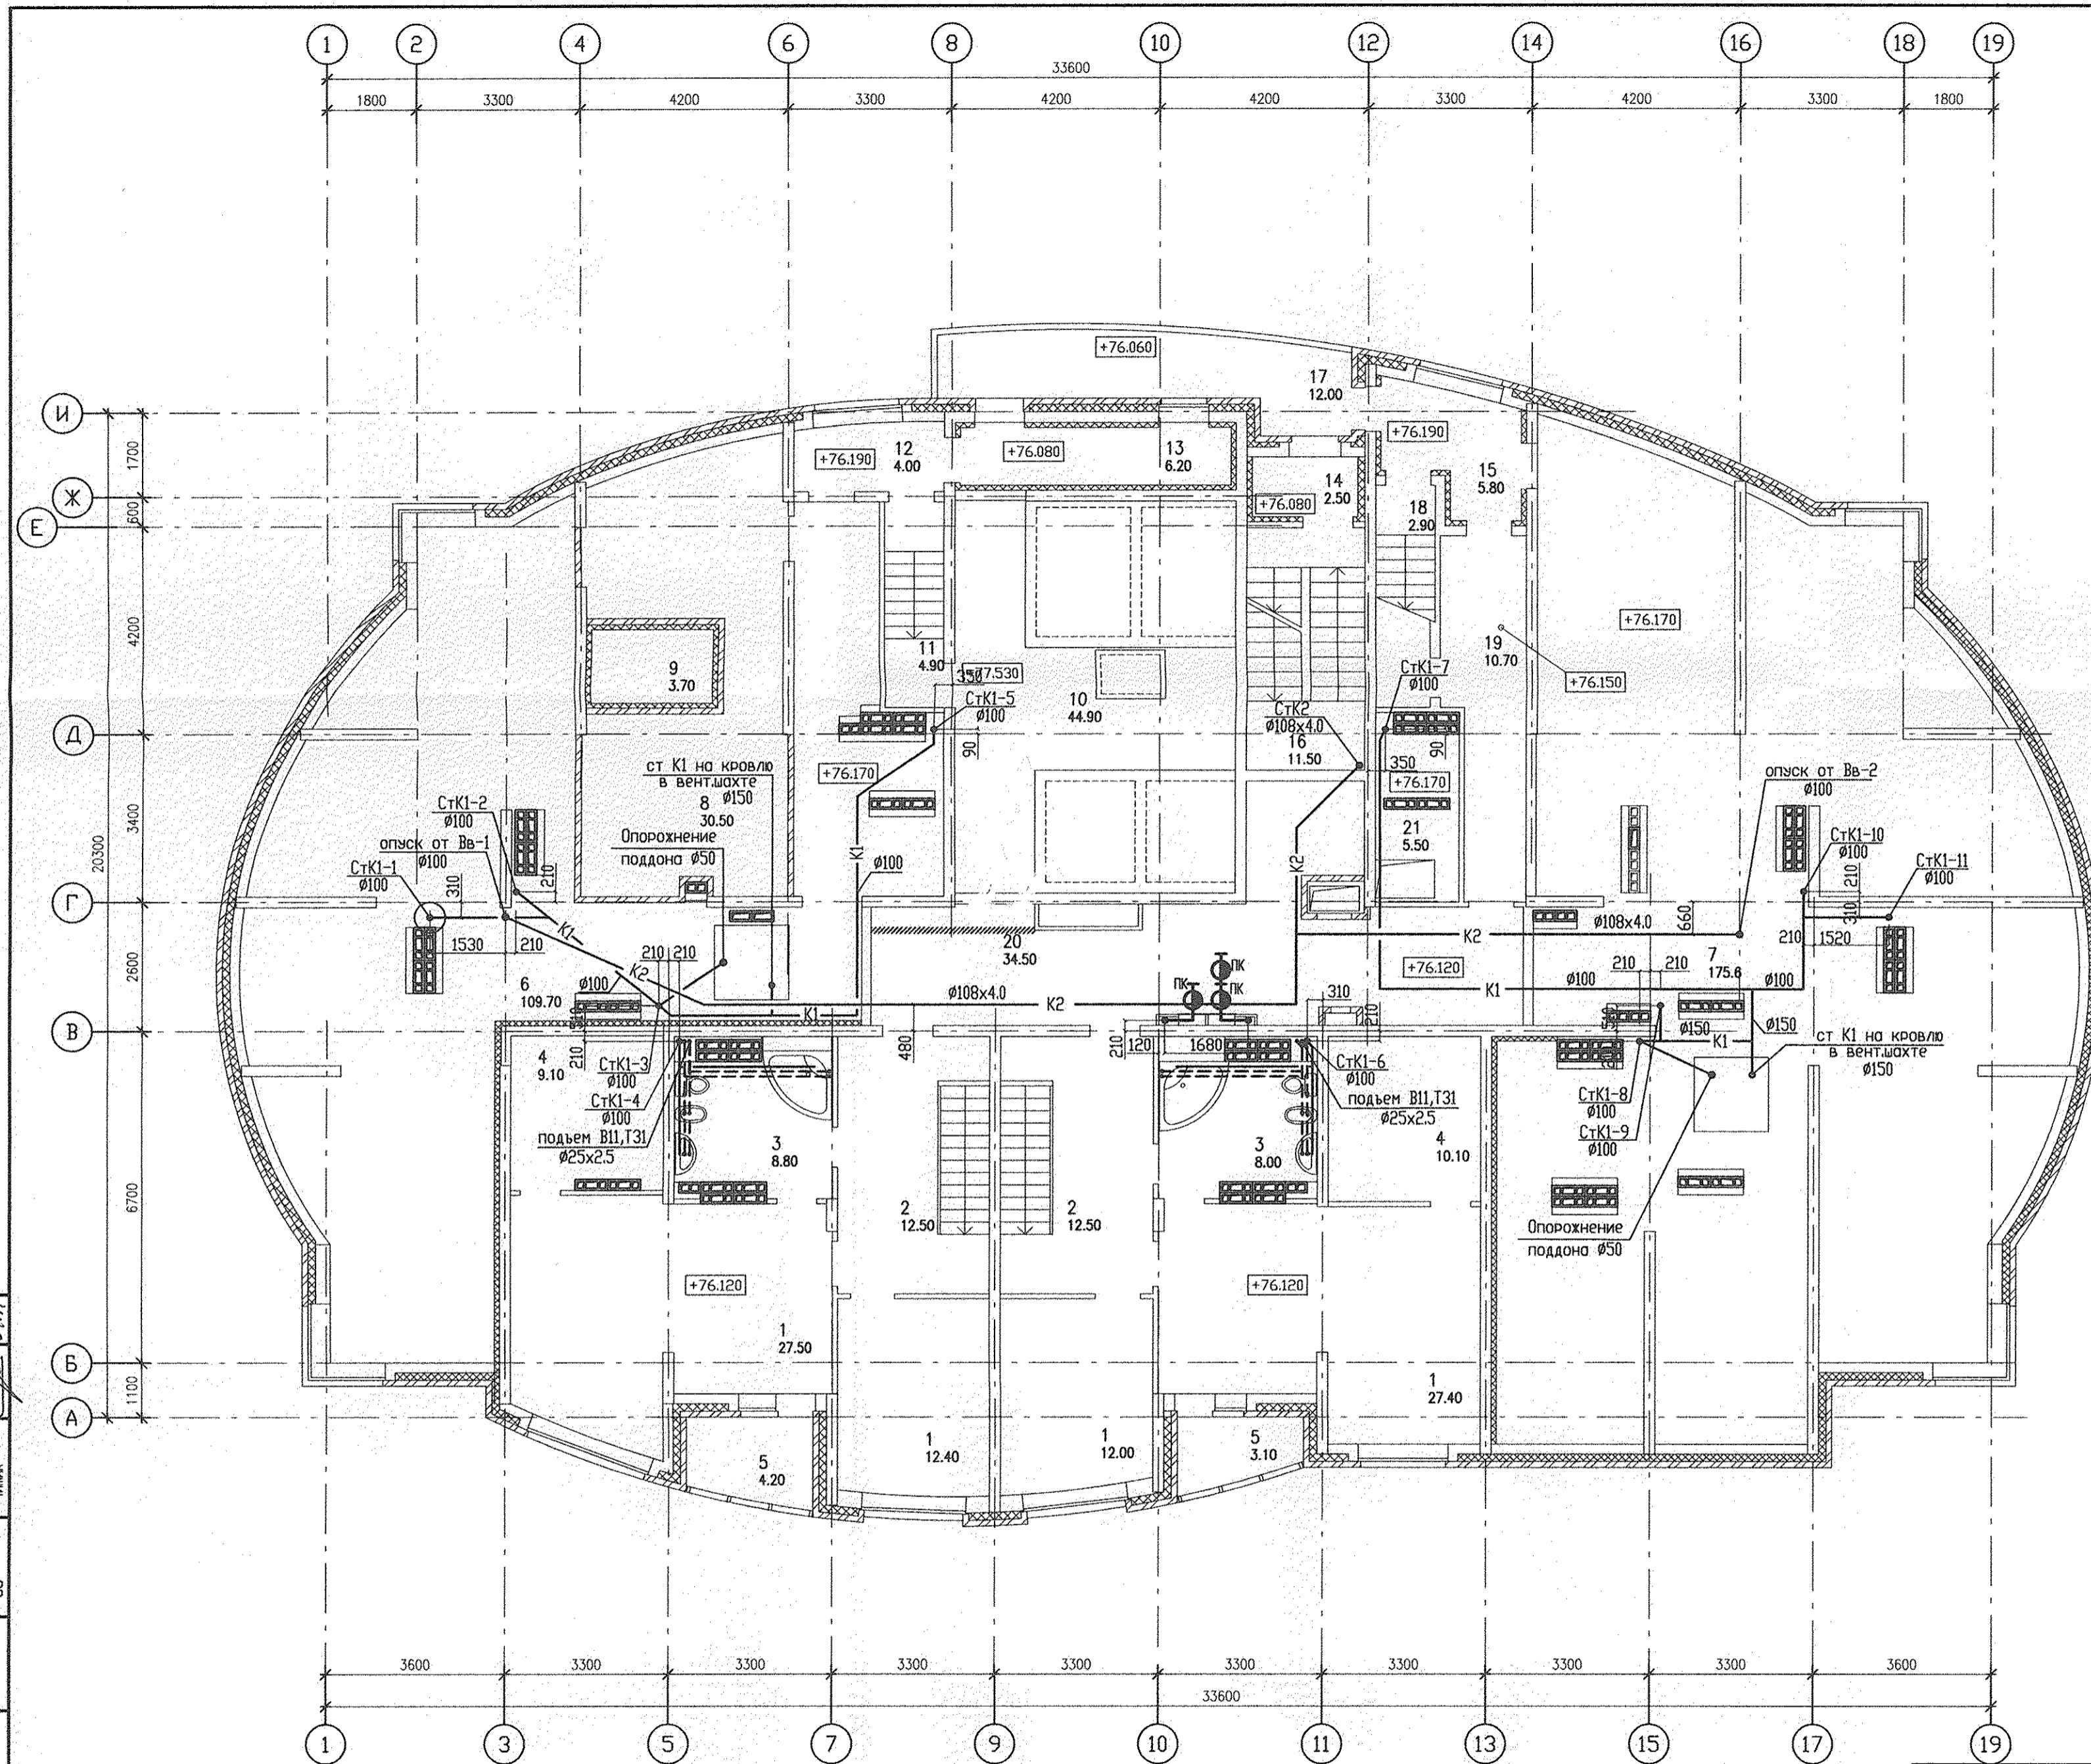 1 2 4 6 8 10 12 14 16 18 19
33600
1800 3300 4200 3300 4200 4200 3300 4200 3300 1800
+76.060
17
12.00
И
1700
12
4.00
+76.190
+76.080
13
6.20
+76.190
14
2.50
15
5.80
Ж
600
Е
+76.080
18
2.90
4200
+76.170
9
3.70
11
4.90
+77.530
350
19
10.70
+76.150
СтК1-7
Ø100
10
44.90
СтК1-5
Ø100
СтК2
Ø108x4.0
16
11.50
Д
90
90
350
+76.170
+76.170
ст К1 на кровлю
в вент.шахте
Ø150
8
30.50
опуск от Вв-2
Ø100
3400
20300
СтК1-2
Ø100
Опорожнение
поддона Ø50
опуск от Вв-1
Ø100
21
5.50
СтК1-10
Ø100
К1
К2
Ø100
СтК1-1
Ø100
СтК1-11
Ø100
310
210
210
Г
310
660
Ø108x4.0
К1
1530
210
210 210
20
34.50
К2
210
1520
2600
К2
ПК
ПК
ПК
+76.120
7
175.6
6
109.70
Ø100
Ø108x4.0
К2
Ø100
210 210
Ø100
К1
К1
310
210
В
Ø150
Ø150
К1
ст К1 на кровлю
в вент.шахте
Ø150
210
480
210
120
1680
4
9.10
СтК1-3
Ø100
СтК1-6
Ø100
СтК1-4
Ø100
подъем В11,Т31
Ø25x2.5
СтК1-8
Ø100
подъем В11,Т31
Ø25x2.5
3
8.80
3
8.00
4
10.10
СтК1-9
Ø100
6700
2
12.50
2
12.50
Опорожнение
поддона Ø50
+76.120
+76.120
1
27.50
Б
1
27.40
1100
А
1
12.40
1
12.00
5
4.20
5
3.10
3600 3300 3300 3300 3300 3300 3300 3300 3300 3600
33600
1 3 5 7 9 10 11 13 15 17 19